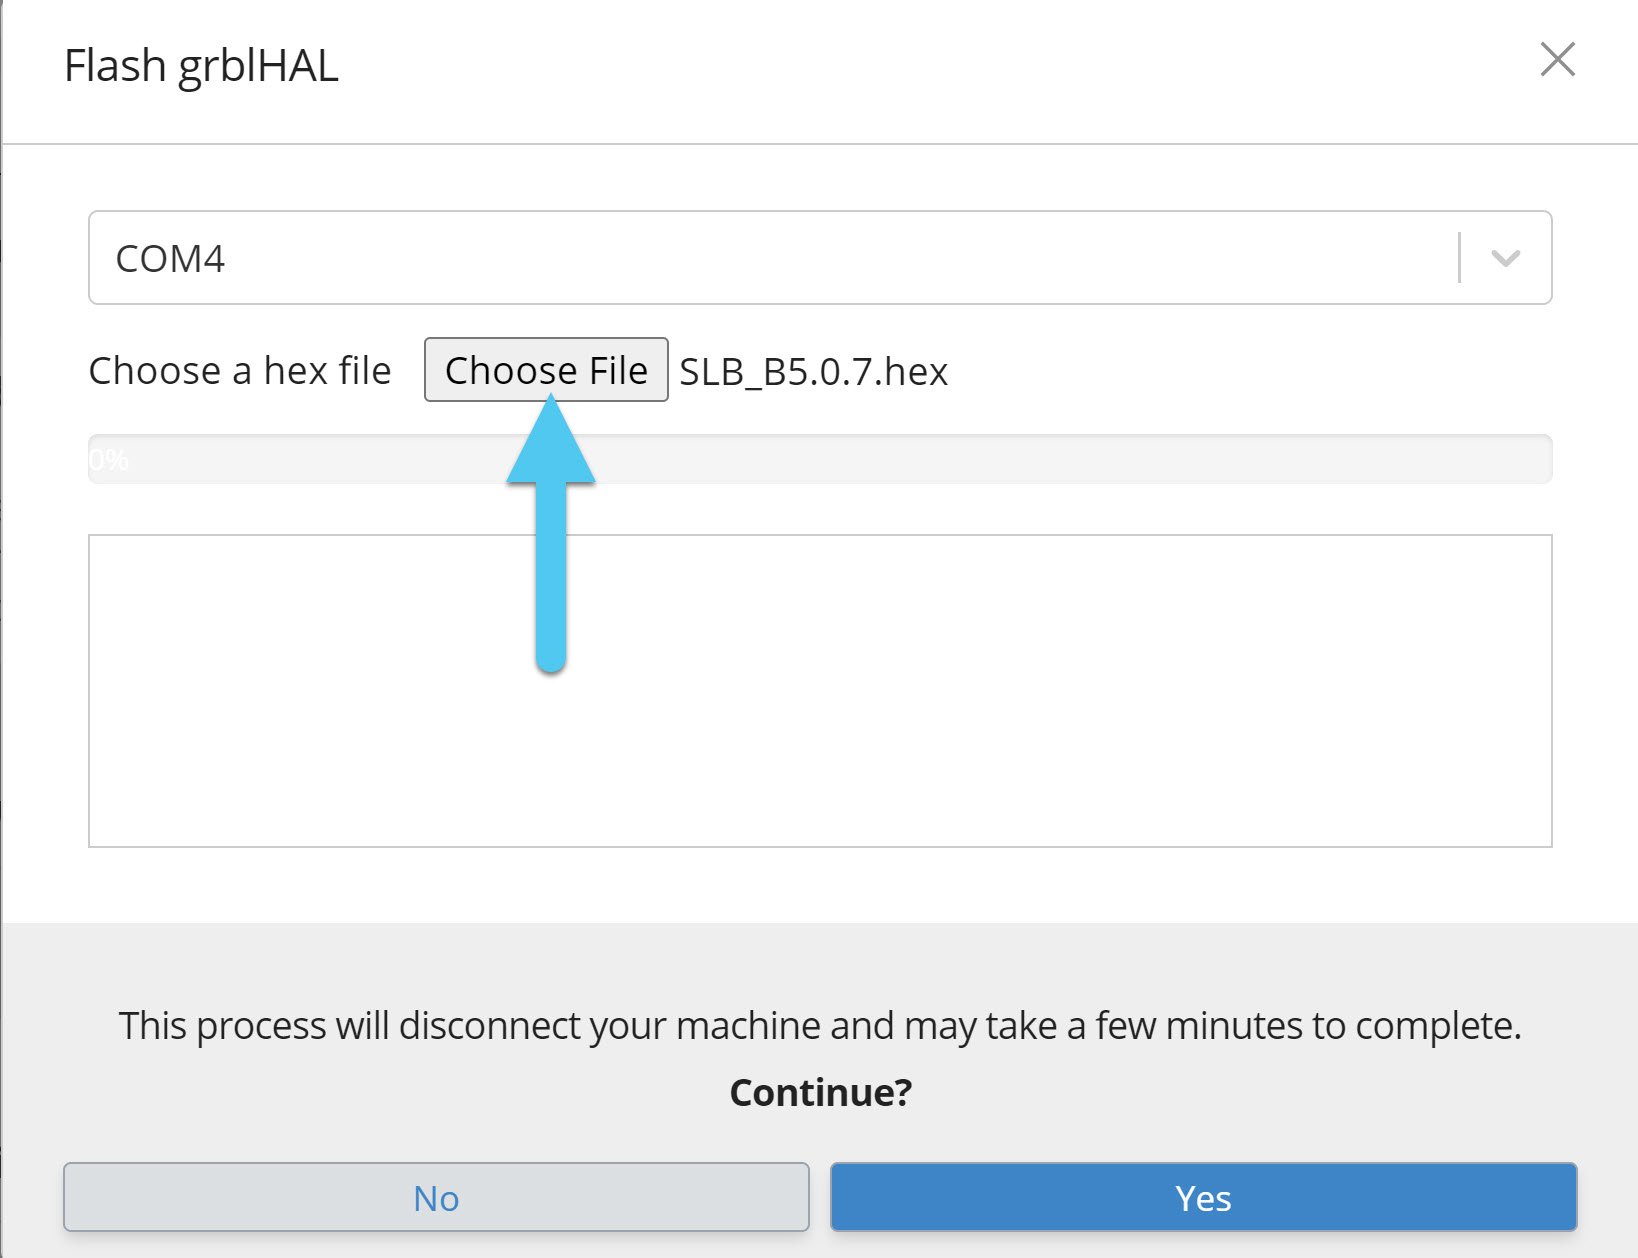 Flash grblHAL
COM4
Choose a hex file Choose File SLB_B5.0.7.hex
0%
This process will disconnect your machine and may take a few minutes to complete.
Continue?
No Yes